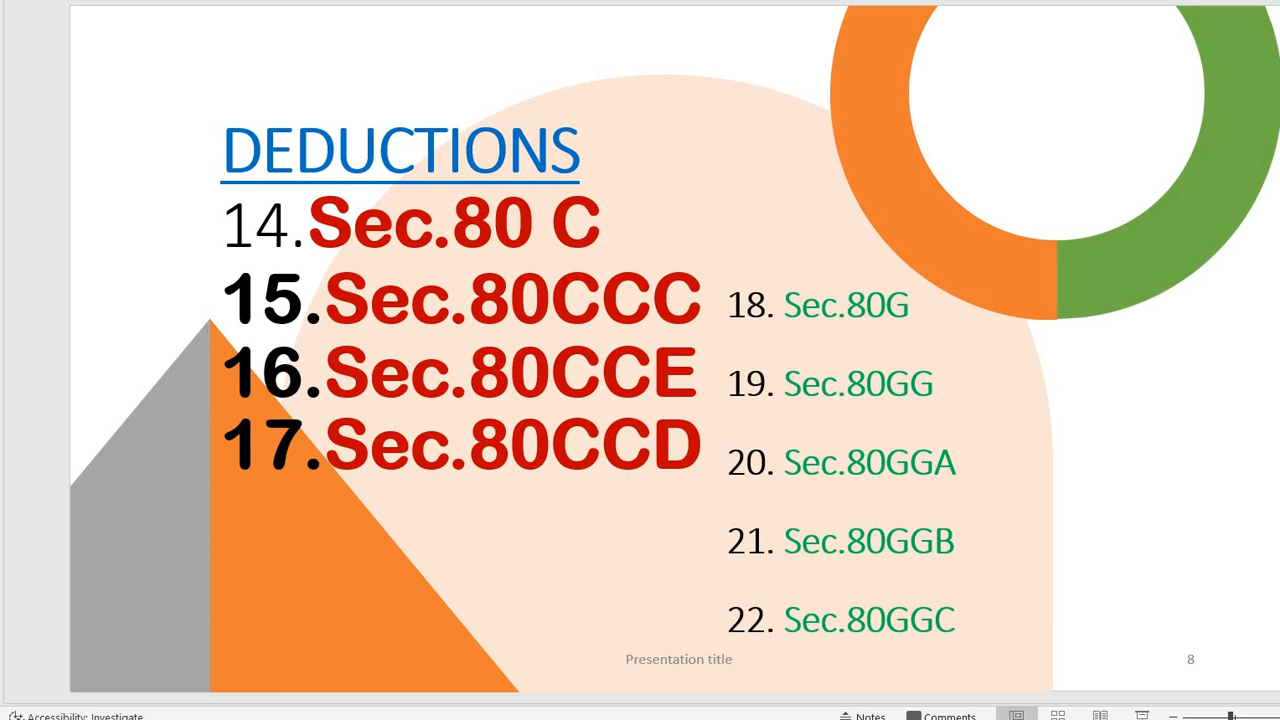 DEDUCTIONS
14.Sec.80 C
15.Sec.80CCC
16.Sec.80CCE
17.Sec.80CCD
18. Sec.80G
19. Sec.80GG
20. Sec.80GGA
21. Sec.80GGB
22. Sec.80GGC
Presentation title
8
Accessibility: Investigate
Notes
Comments